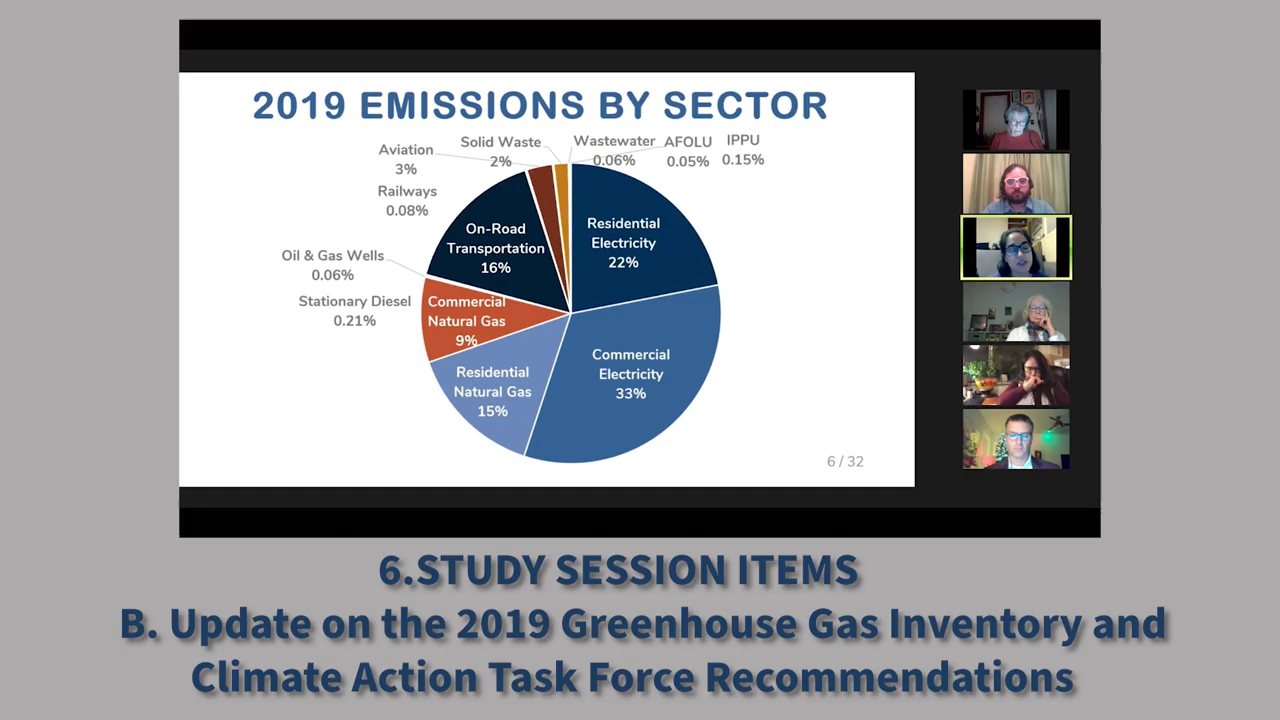 2019 EMISSIONS BY SECTOR
Aviation
3%
Solid Waste
2%
Wastewater
0.06%
AFOLU
0.05%
IPPU
0.15%
Railways
0.08%
On-Road
Transportation
16%
Residential
Electricity
22%
Oil & Gas Wells
0.06%
Stationary Diesel
0.21%
Commercial
Natural Gas
9%
Commercial
Electricity
33%
Residential
Natural Gas
15%
6 / 32
6.STUDY SESSION ITEMS
B. Update on the 2019 Greenhouse Gas Inventory and
Climate Action Task Force Recommendations